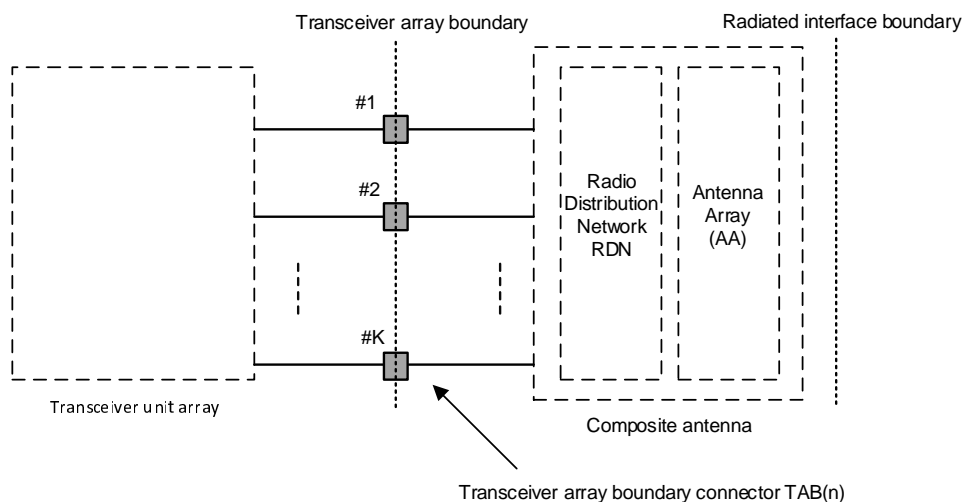 Transceiver array boundary
Radiated interface boundary
#1
#2
#K
Radio
Distribution
Network
RDN
Antenna
Array
(AA)
Transceiver unit array
Composite antenna
Transceiver array boundary connector TAB(n)